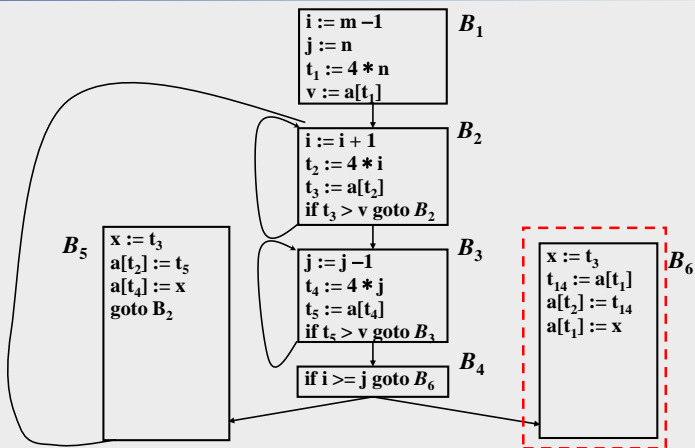 i := m −1
j := n
t₁ := 4 * n
v := a[t₁]
B₁
i := i + 1
t₂ := 4 * i
t₃ := a[t₂]
if t₃ > v goto B₂
B₂
B₅
x := t₃
a[t₂] := t₅
a[t₄] := x
goto B₂
j := j −1
t₄ := 4 * j
t₅ := a[t₄]
if t₅ > v goto B₃
B₃
if i >= j goto B₆
B₄
x := t₃
t₁₄ := a[t₁]
a[t₂] := t₁₄
a[t₁] := x
B₆